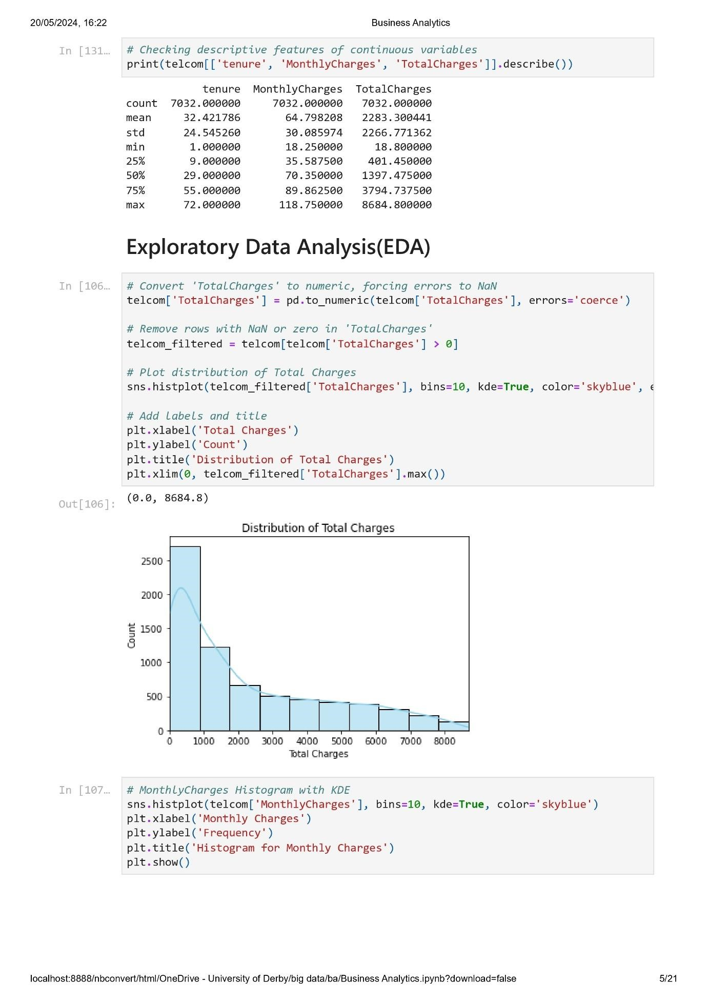 20/05/2024, 16:22 Business Analytics
In [131… # Checking descriptive features of continuous variables
print(telcom[['tenure', 'MonthlyCharges', 'TotalCharges']].describe())
tenure MonthlyCharges TotalCharges
count 7032.000000 7032.000000 7032.000000
mean 32.421786 64.798208 2283.300441
std 24.545260 30.085974 2266.771362
min 1.000000 18.250000 18.800000
25% 9.000000 35.587500 401.450000
50% 29.000000 70.350000 1397.475000
75% 55.000000 89.862500 3794.737500
max 72.000000 118.750000 8684.800000
Exploratory Data Analysis(EDA)
In [106… # Convert 'TotalCharges' to numeric, forcing errors to NaN
telcom['TotalCharges'] = pd.to_numeric(telcom['TotalCharges'], errors='coerce')
# Remove rows with NaN or zero in 'TotalCharges'
telcom_filtered = telcom[telcom['TotalCharges'] > 0]
# Plot distribution of Total Charges
sns.histplot(telcom_filtered['TotalCharges'], bins=10, kde=True, color='skyblue', e
# Add labels and title
plt.xlabel('Total Charges')
plt.ylabel('Count')
plt.title('Distribution of Total Charges')
plt.xlim(0, telcom_filtered['TotalCharges'].max())
Out[106]: (0.0, 8684.8)
Distribution of Total Charges
2500
2000
1500
1000
500
0
Count
0 1000 2000 3000 4000 5000 6000 7000 8000
Total Charges
In [107… # MonthlyCharges Histogram with KDE
sns.histplot(telcom['MonthlyCharges'], bins=10, kde=True, color='skyblue')
plt.xlabel('Monthly Charges')
plt.ylabel('Frequency')
plt.title('Histogram for Monthly Charges')
plt.show()
localhost:8888/nbconvert/html/OneDrive - University of Derby/big data/ba/Business Analytics.ipynb?download=false 5/21